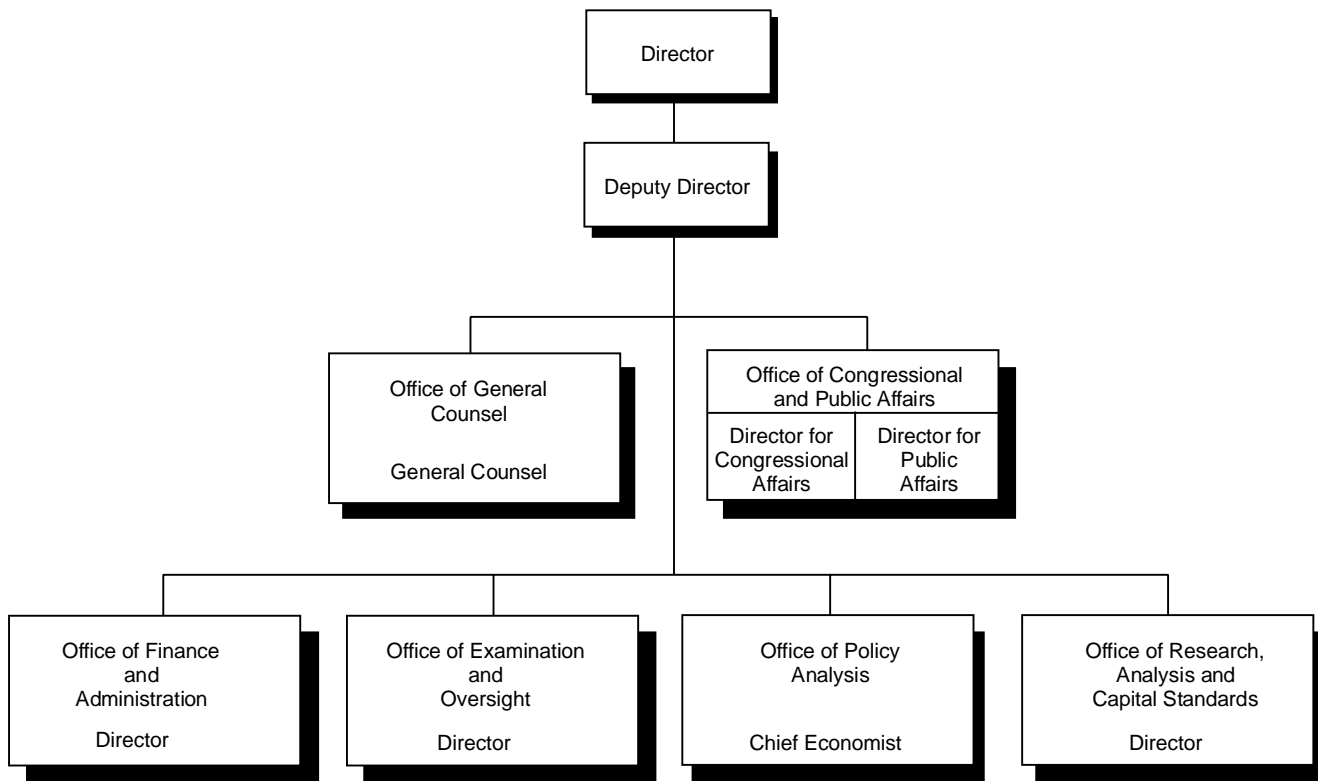 Director
Deputy Director
Office of General
Counsel
General Counsel
Office of Congressional
and Public Affairs
Director for
Congressional
Affairs
Director for
Public
Affairs
Office of Finance
and
Administration
Director
Office of Examination
and
Oversight
Director
Office of Policy
Analysis
Chief Economist
Office of Research,
Analysis and
Capital Standards
Director